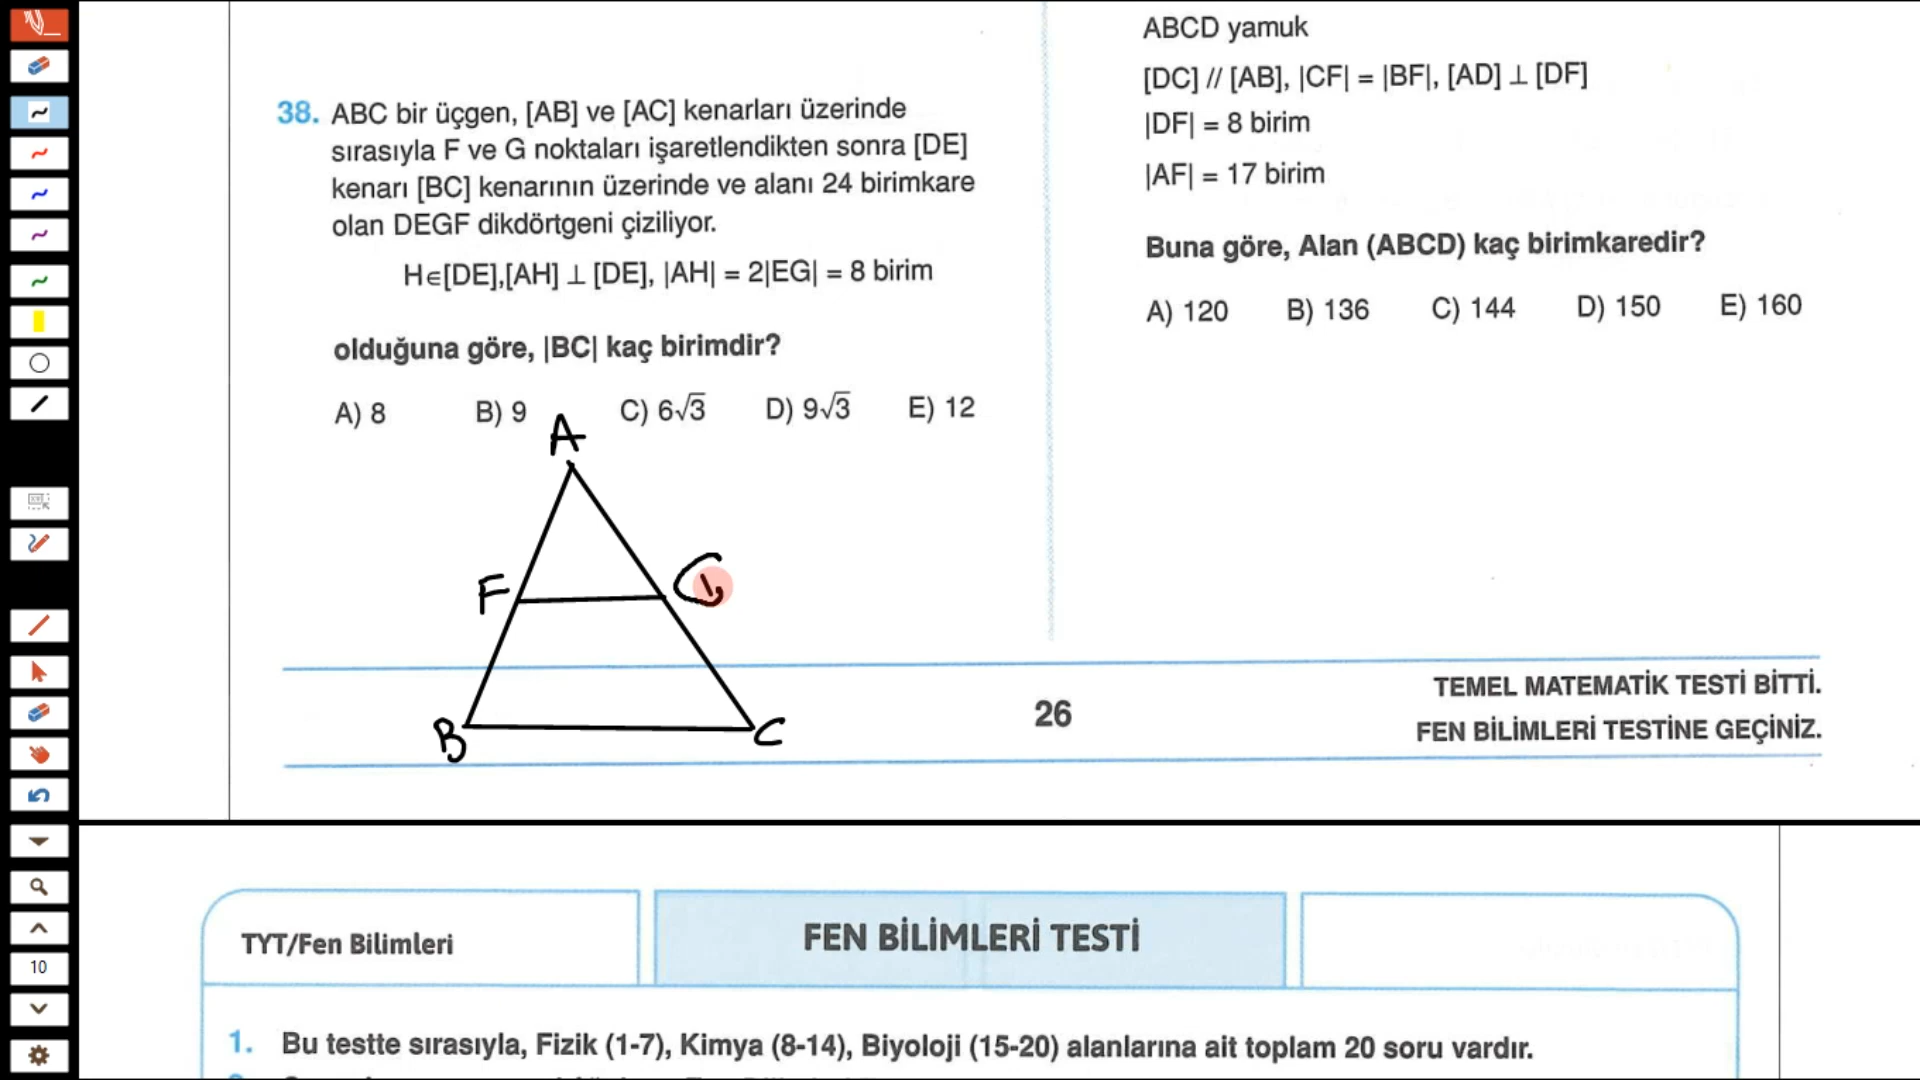 38. ABC bir üçgen, [AB] ve [AC] kenarları üzerinde
sırasıyla F ve G noktaları işaretlendikten sonra [DE]
kenarı [BC] kenarının üzerinde ve alanı 24 birimkare
olan DEGF dikdörtgeni çiziliyor.
H∈[DE],[AH] ⊥ [DE], |AH| = 2|EG| = 8 birim
olduğuna göre, |BC| kaç birimdir?
A) 8 B) 9 C) 6√3 D) 9√3 E) 12
A
F G
B C
ABCD yamuk
[DC] // [AB], |CF| = |BF|, [AD] ⊥ [DF]
|DF| = 8 birim
|AF| = 17 birim
Buna göre, Alan (ABCD) kaç birimkaredir?
A) 120 B) 136 C) 144 D) 150 E) 160
26
TEMEL MATEMATİK TESTİ BİTTİ.
FEN BİLİMLERİ TESTİNE GEÇİNİZ.
TYT/Fen Bilimleri
FEN BİLİMLERİ TESTİ
1. Bu testte sırasıyla, Fizik (1-7), Kimya (8-14), Biyoloji (15-20) alanlarına ait toplam 20 soru vardır.
10